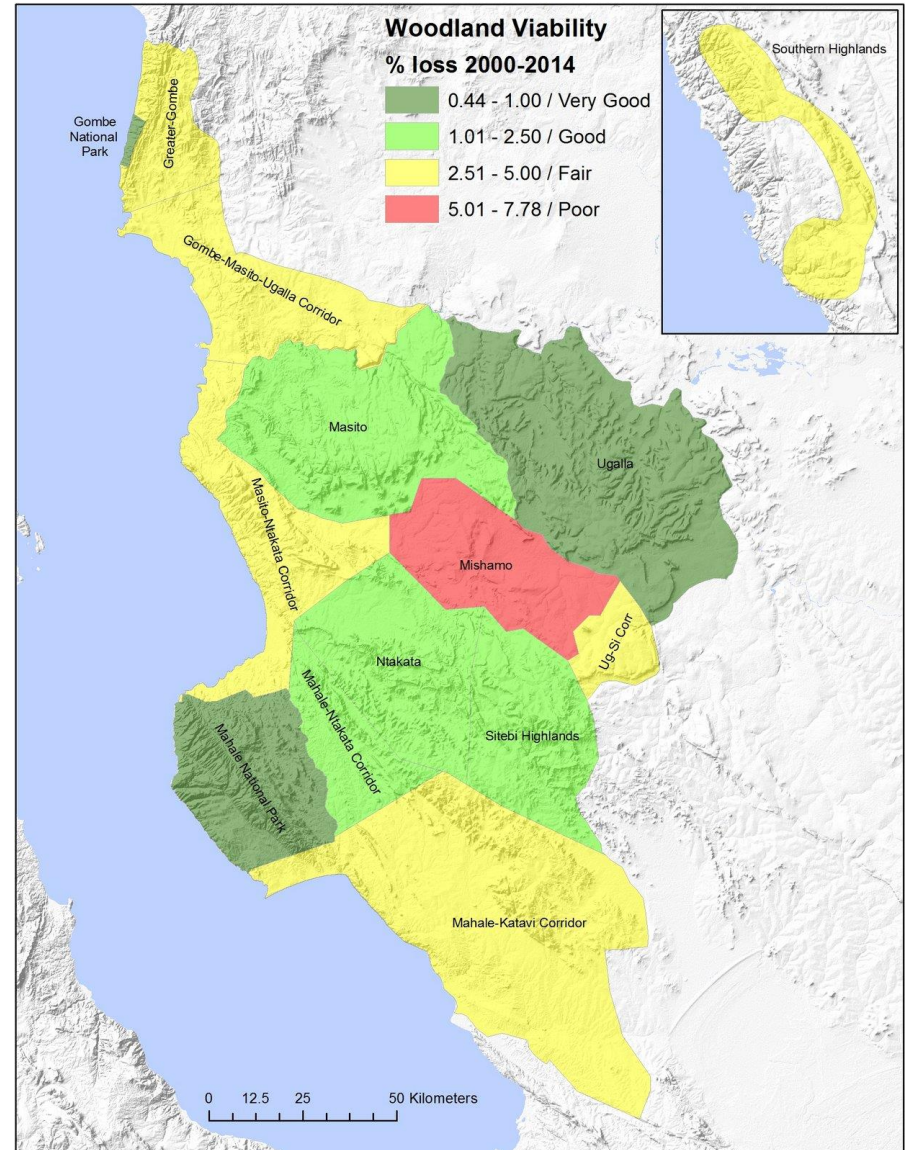 Woodland Viability
% loss 2000-2014
0.44 - 1.00 / Very Good
1.01 - 2.50 / Good
2.51 - 5.00 / Fair
5.01 - 7.78 / Poor
Southern Highlands
Gombe
National
Park
Greater-Gombe
Gombe-Masito-Ugalla Corridor
Masito
Ugalla
Masito-Ntakata Corridor
Mishamo
Ug-Si Corr
Ntakata
Mahale-Ntakata Corridor
Sitebi Highlands
Mahale National Park
Mahale-Katavi Corridor
0 12.5 25 50 Kilometers